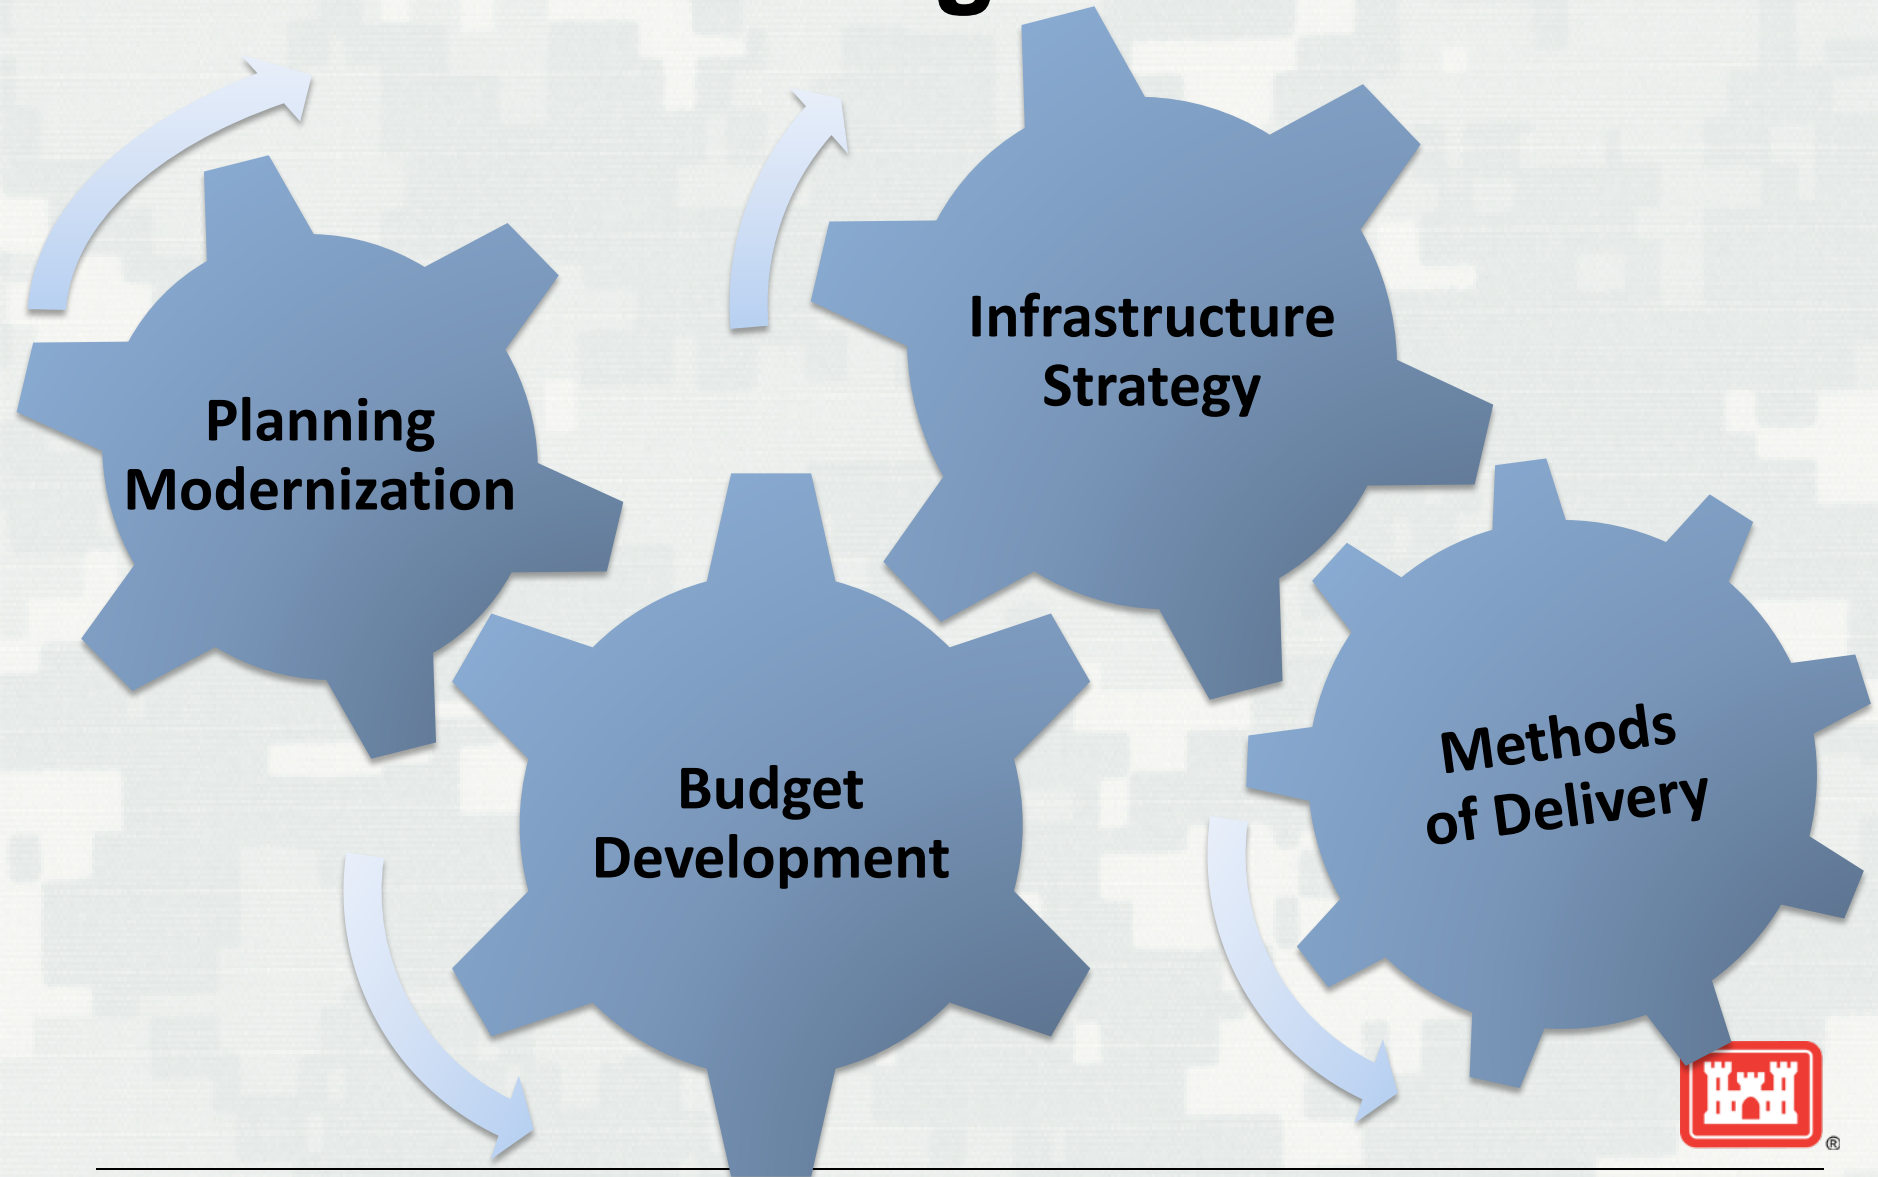 Planning
Modernization
Infrastructure
Strategy
Budget
Development
Methods
of Delivery
®